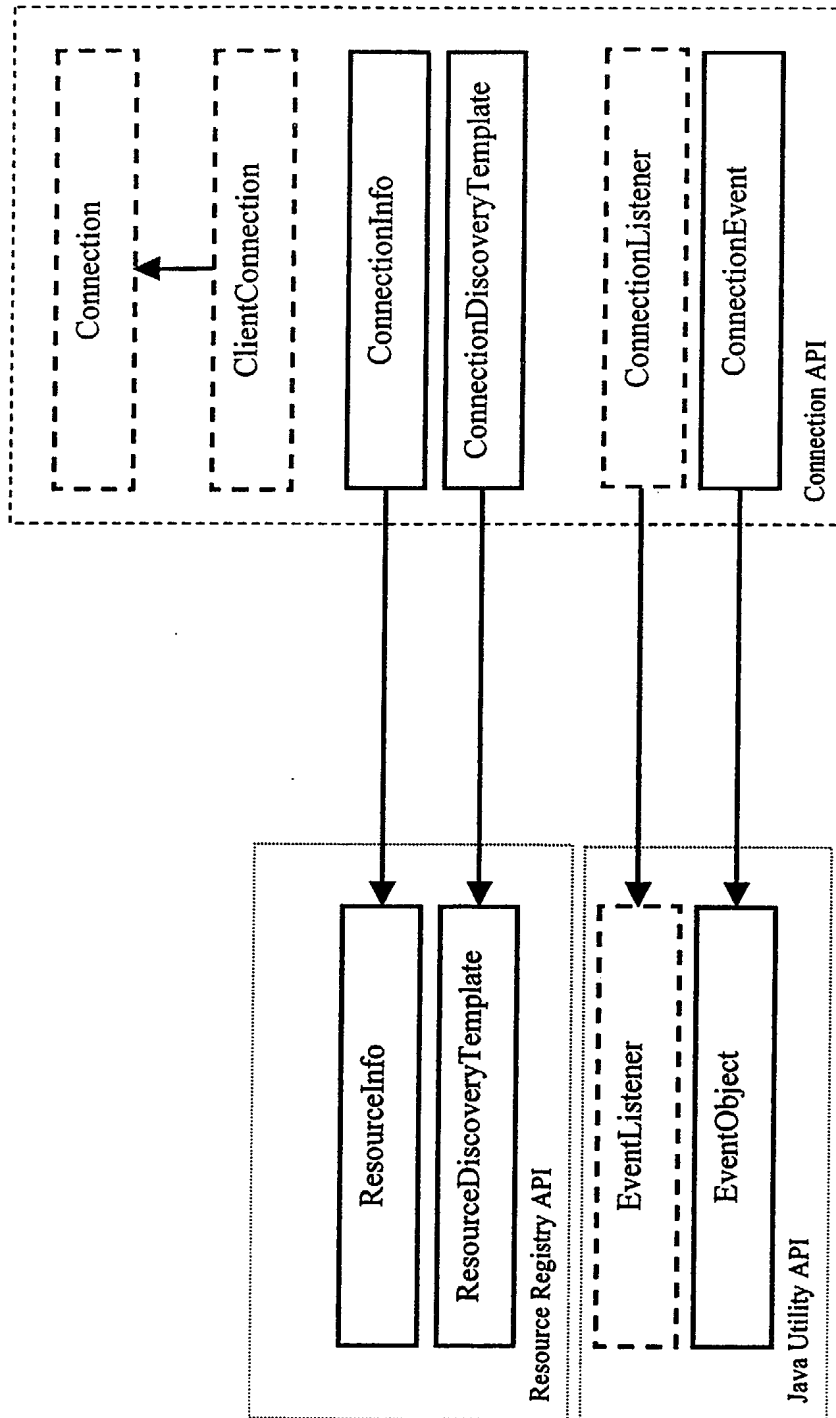 Connection
ClientConnection
ResourceInfo
ConnectionInfo
ResourceDiscoveryTemplate
ConnectionDiscoveryTemplate
Resource Registry API
EventListener
ConnectionListener
EventObject
ConnectionEvent
Java Utility API
Connection API